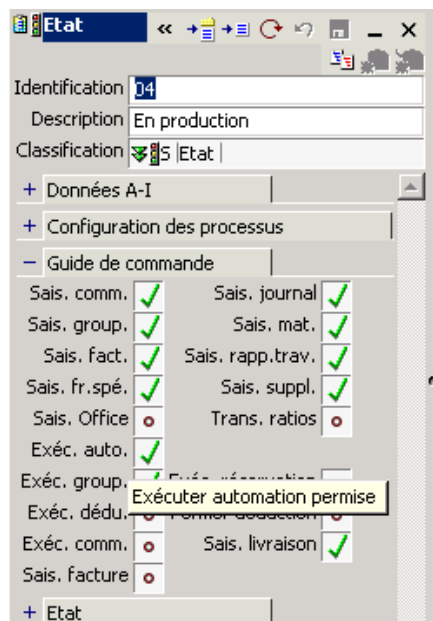 Etat
Identification 04
Description En production
Classification S |Etat |
+ Données A-I
+ Configuration des processus
− Guide de commande
Sais. comm. Sais. journal
Sais. group. Sais. mat.
Sais. fact. Sais. rapp.trav.
Sais. fr.spé. Sais. suppl.
Sais. Office Trans. ratios
Exéc. auto.
Exéc. group.
Exécuter automation permise
Exéc. dédu.
Exéc. comm. Sais. livraison
Sais. facture
+ Etat